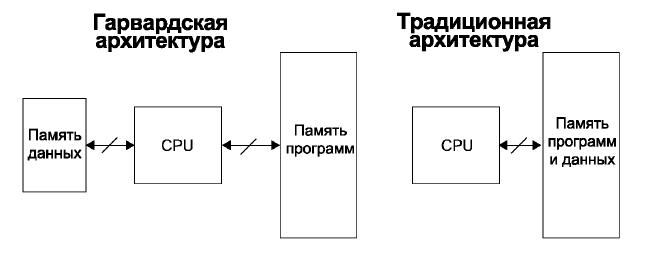 Гарвардская
архитектура
Традиционная
архитектура
Память
данных
CPU
Память
программ
CPU
Память
программ
и данных